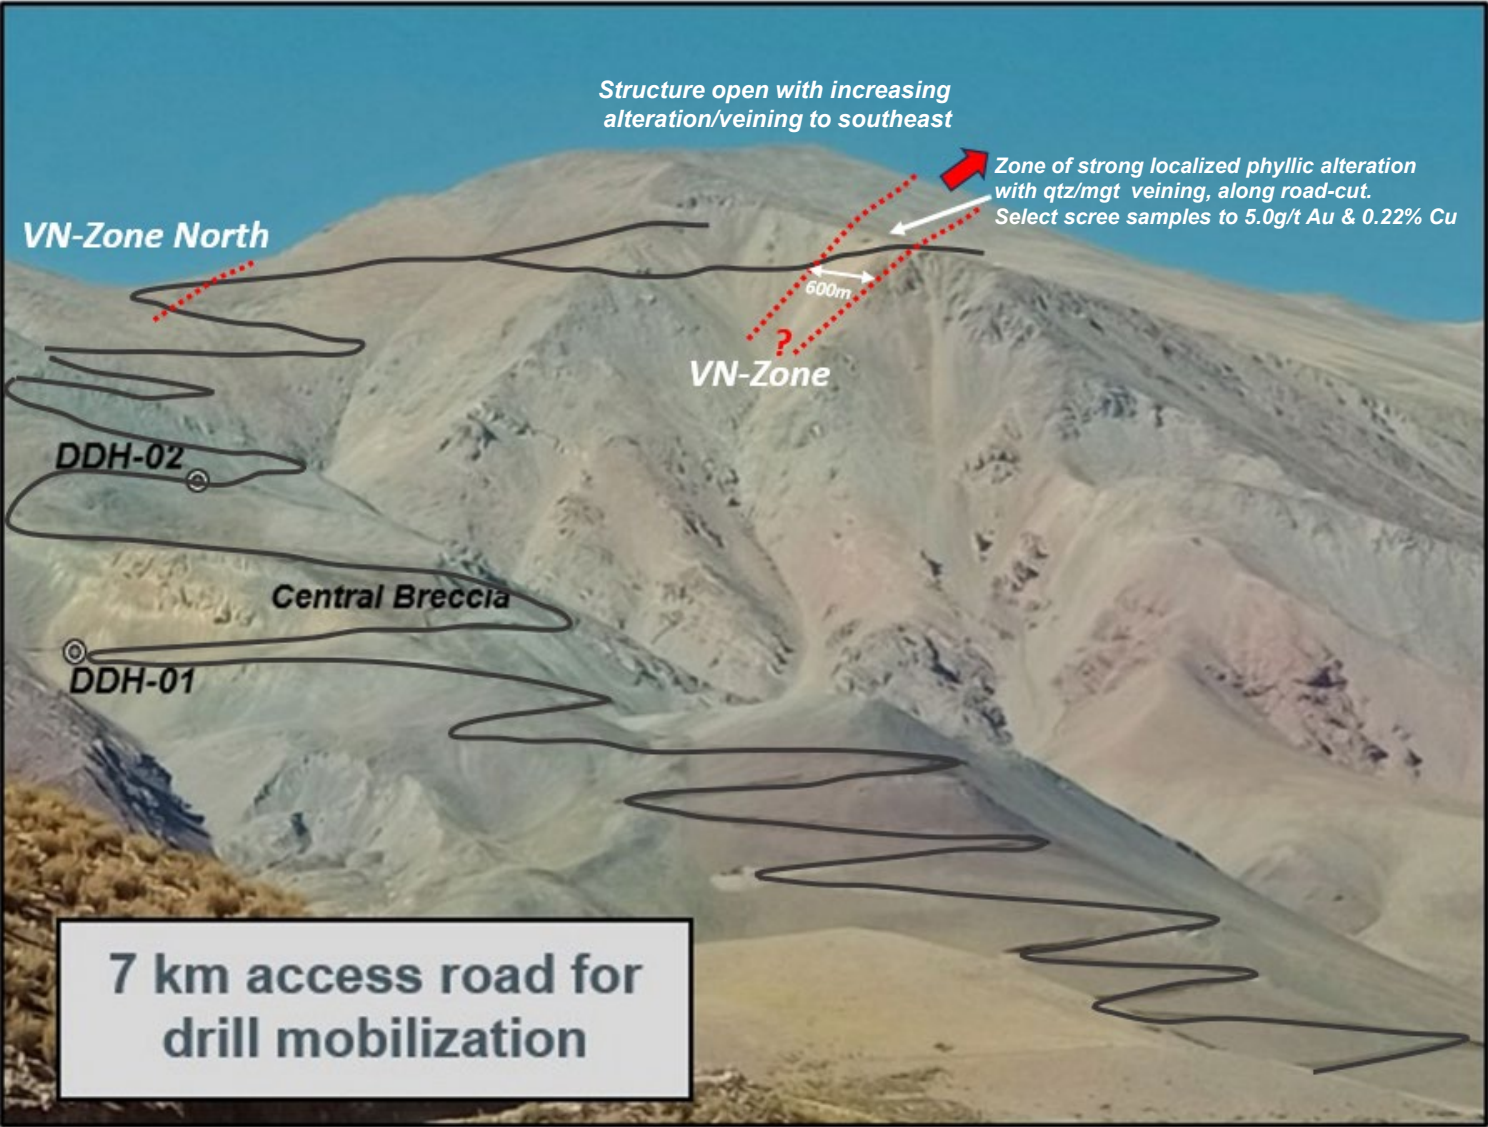 Structure open with increasing
alteration/veining to southeast
Zone of strong localized phyllic alteration
with qtz/mgt veining, along road-cut.
Select scree samples to 5.0g/t Au & 0.22% Cu
VN-Zone North
600m
?
VN-Zone
DDH-02
Central Breccia
DDH-01
7 km access road for
drill mobilization